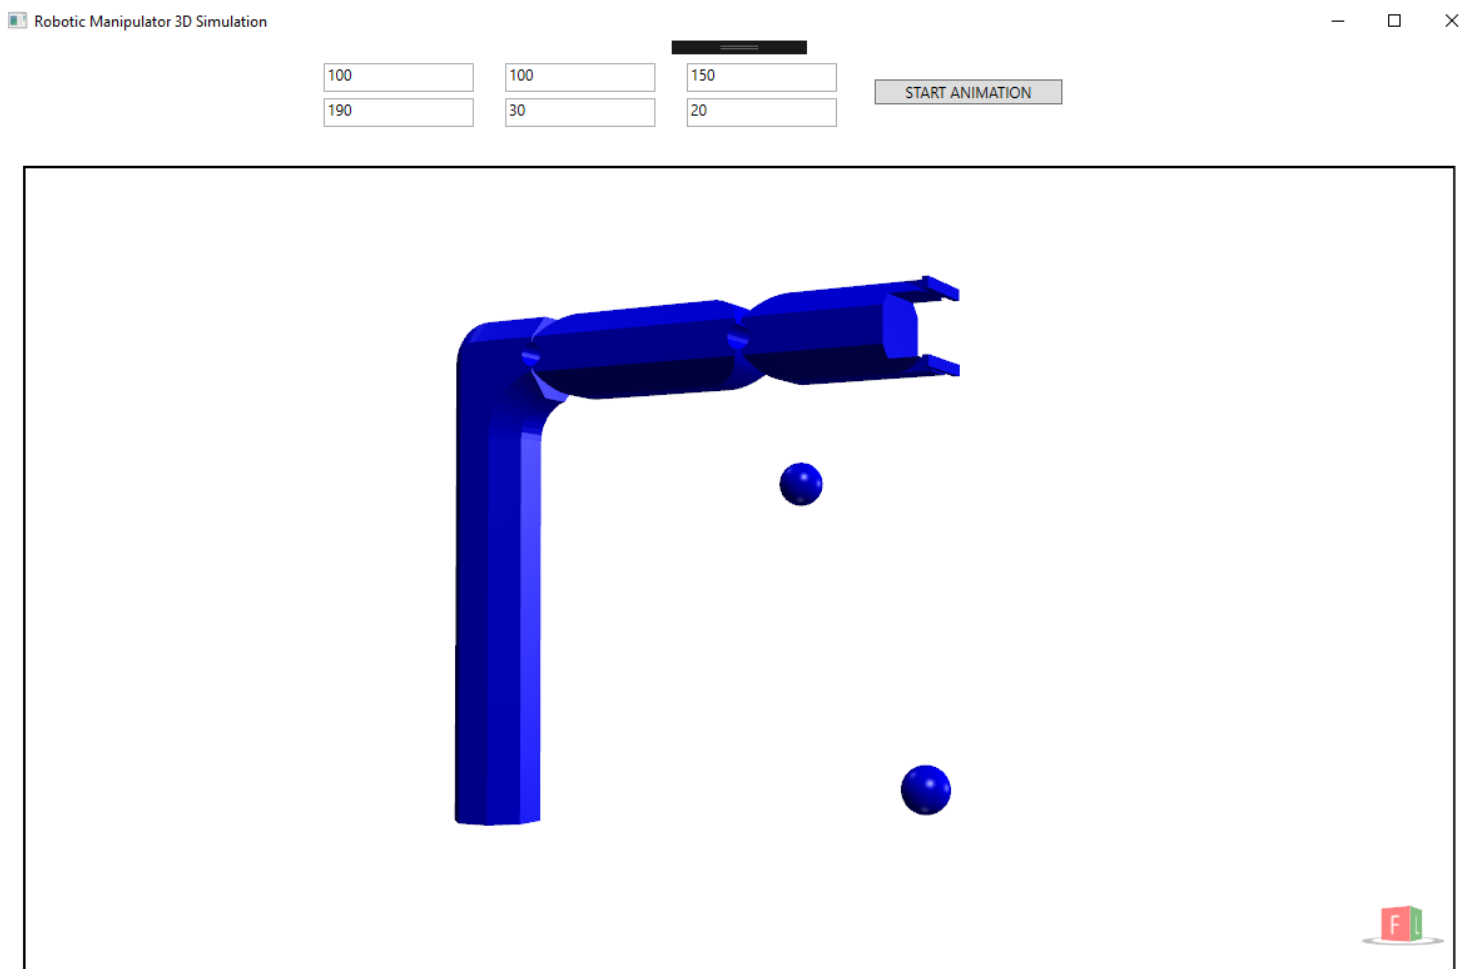 Robotic Manipulator 3D Simulation
100 100 150
START ANIMATION
190 30 20
F L